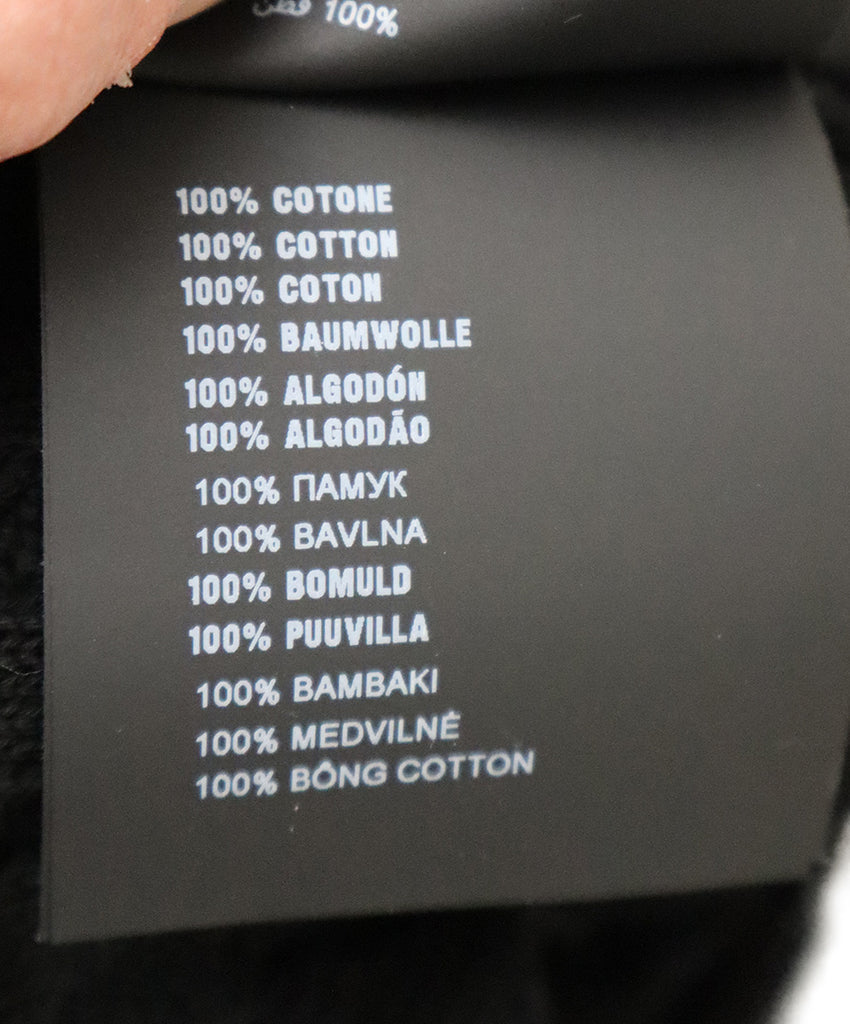 100% قطن
100% COTONE
100% COTTON
100% COTON
100% BAUMWOLLE
100% ALGODÓN
100% ALGODÃO
100% ПАМУК
100% BAVLNA
100% BOMULD
100% PUUVILLA
100% BAMBAKI
100% MEDVILNĖ
100% BÔNG COTTON